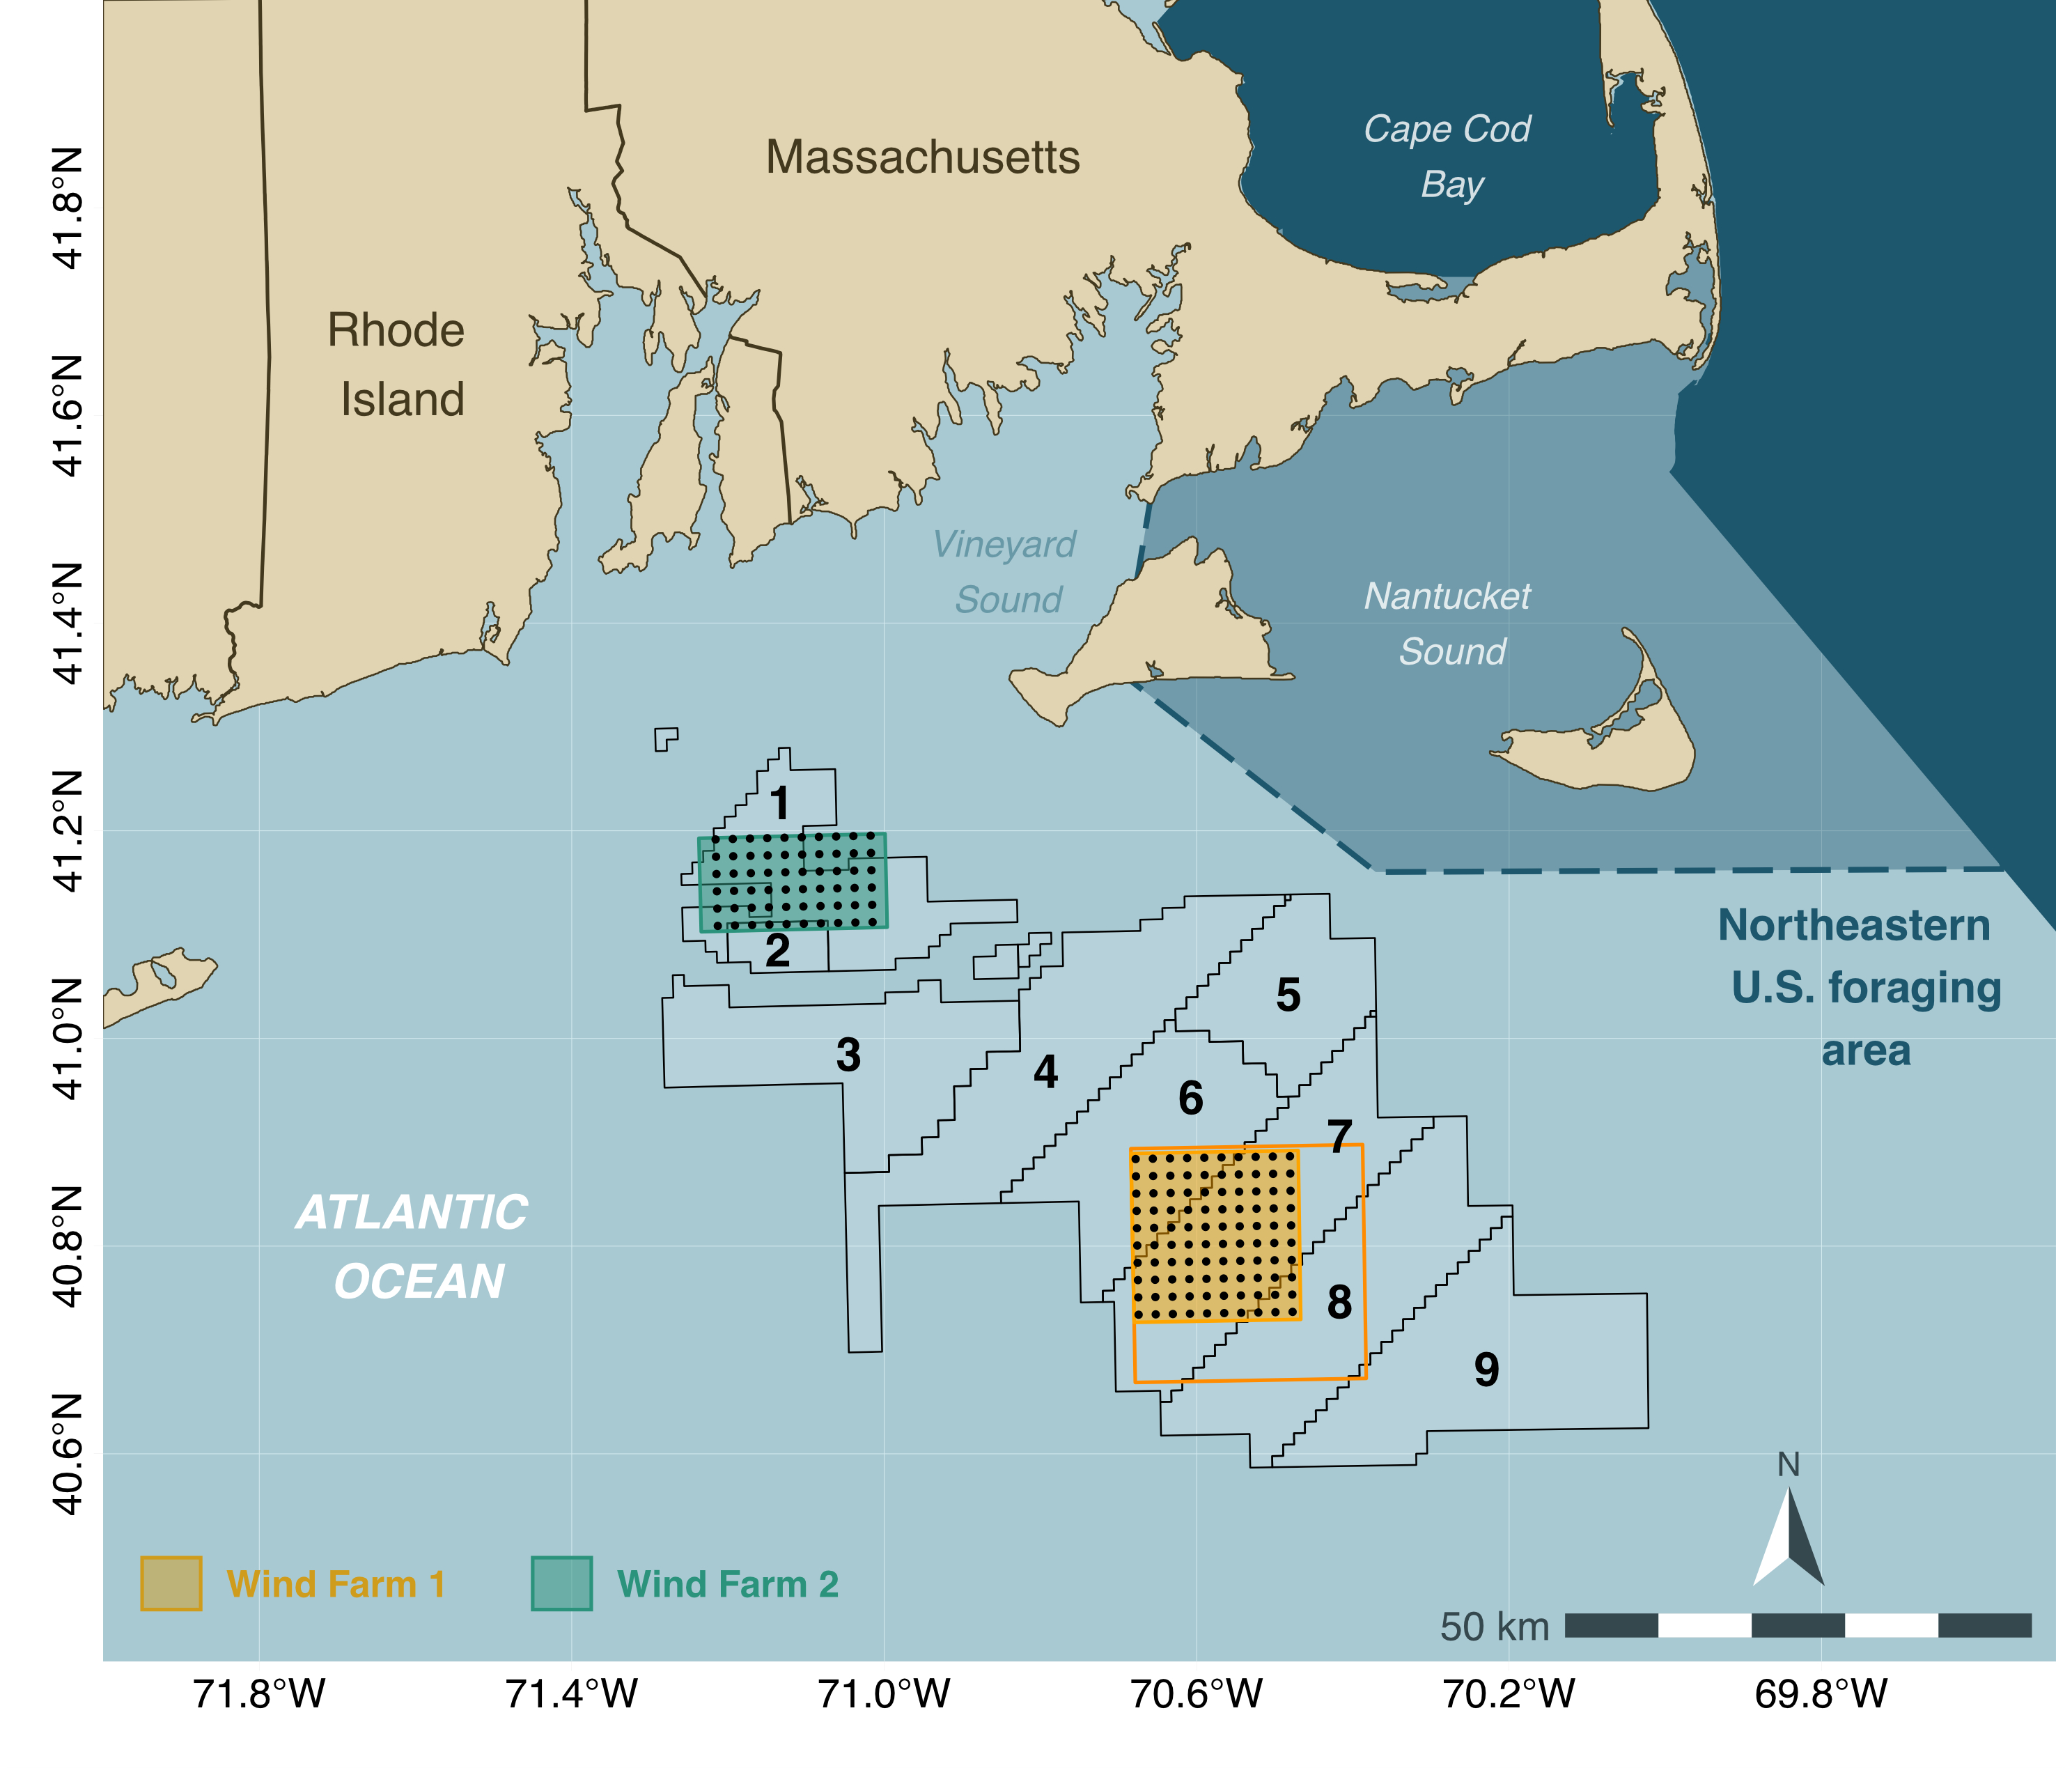 Cape Cod
Bay
Massachusetts
Rhode
Island
Vineyard
Sound
Nantucket
Sound
1
2
3
4
5
6
7
8
9
Northeastern
U.S. foraging
area
ATLANTIC
OCEAN
N
Wind Farm 1
Wind Farm 2
50 km
41.8°N
41.6°N
41.4°N
41.2°N
41.0°N
40.8°N
40.6°N
71.8°W
71.4°W
71.0°W
70.6°W
70.2°W
69.8°W